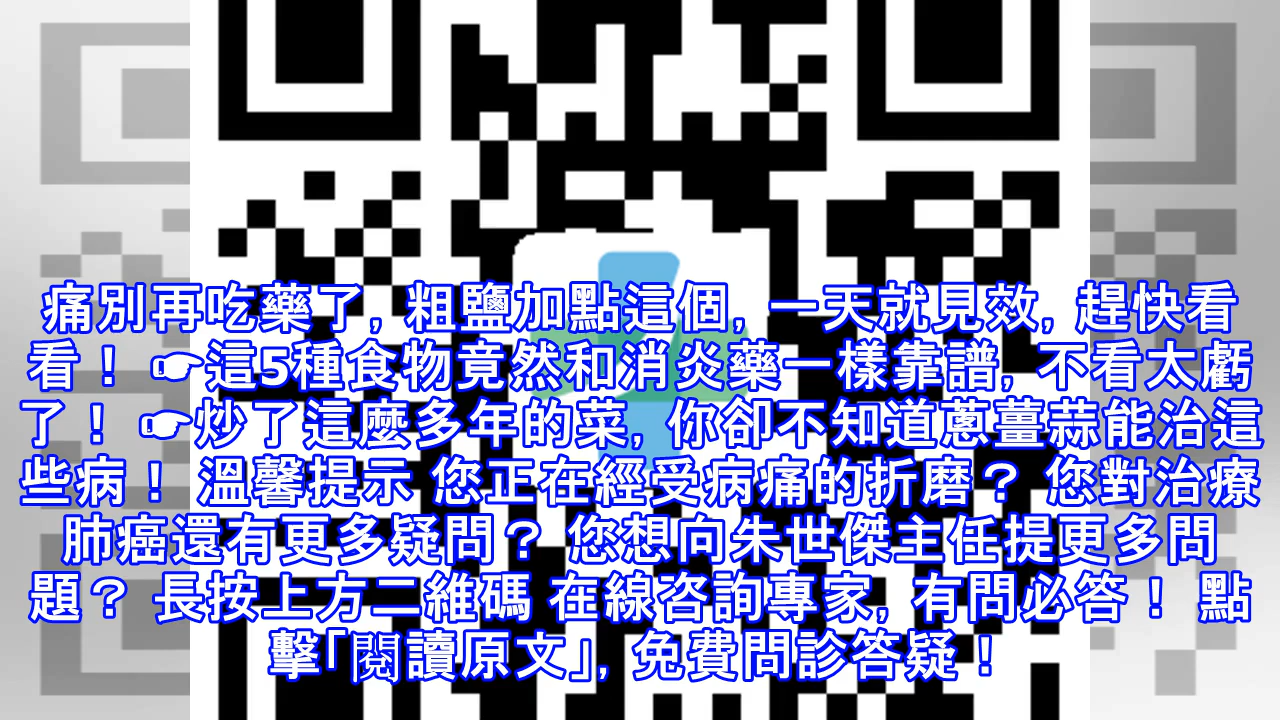 痛別再吃藥了, 粗鹽加點這個, 一天就見效, 趕快看
看！ ☞這5種食物竟然和消炎藥一樣靠譜, 不看太虧
了！ ☞炒了這麼多年的菜, 你卻不知道蔥薑蒜能治這
些病！ 溫馨提示 您正在經受病痛的折磨？ 您對治療
肺癌還有更多疑問？ 您想向朱世傑主任提更多問
題？ 長按上方二維碼 在線咨詢專家, 有問必答！ 點
擊「閱讀原文」, 免費問診答疑！